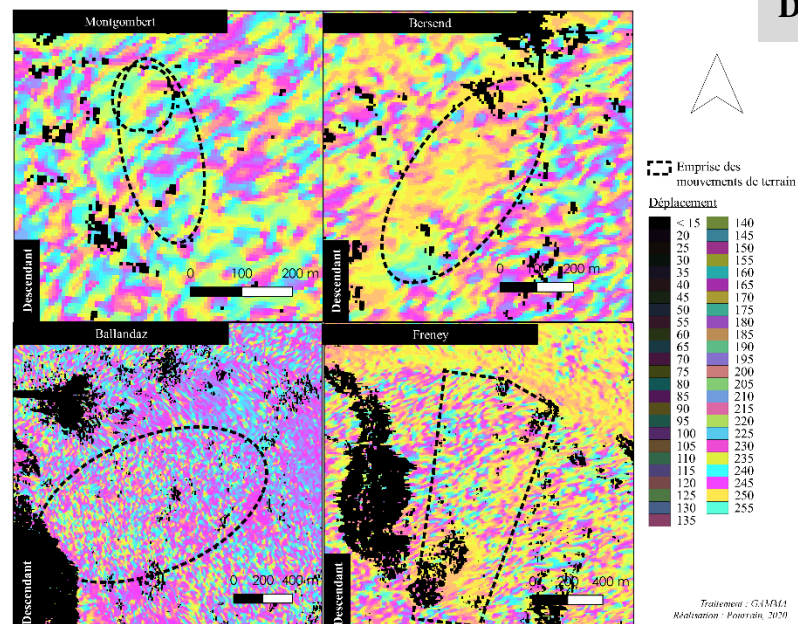 D
Montgombert
Bersend
Descendant
0 100 200 m
Descendant
0 100 200 m
Ballandaz
Freney
Descendant
0 200 400 m
Descendant
0 200 400 m
Emprise des
mouvements de terrain
Déplacement
< 15 140
20 145
25 150
30 155
35 160
40 165
45 170
50 175
55 180
60 185
65 190
70 195
75 200
80 205
85 210
90 215
95 220
100 225
105 230
110 235
115 240
120 245
125 250
130 255
135
Traitement : GAMMA
Réalisation : Pourrain, 2020